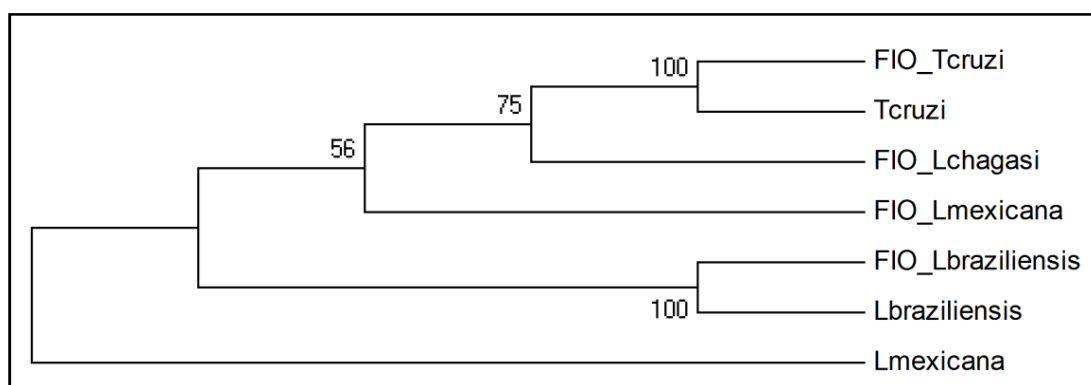 FIO_Tcruzi
100
Tcruzi
75
FIO_Lchagasi
56
FIO_Lmexicana
FIO_Lbraziliensis
100
Lbraziliensis
Lmexicana